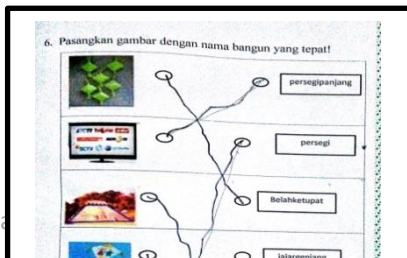 6. Pasangkan gambar dengan nama bangun yang tepat!
persegipanjang
persegi
Belahketupat